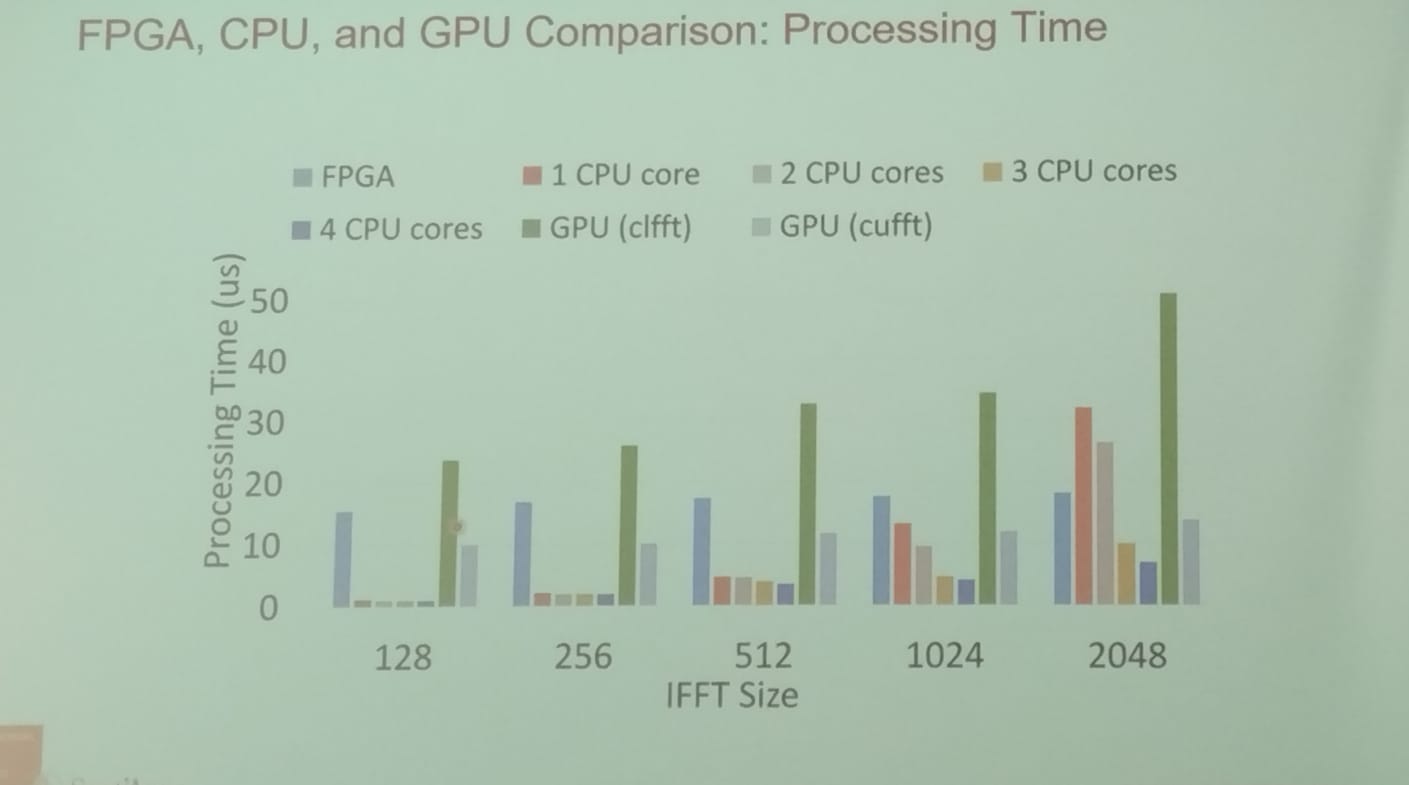 FPGA, CPU, and GPU Comparison: Processing Time
FPGA 1 CPU core 2 CPU cores 3 CPU cores
4 CPU cores GPU (clfft) GPU (cufft)
Processing Time (us)
50
40
30
20
10
0
128 256 512 1024 2048
IFFT Size